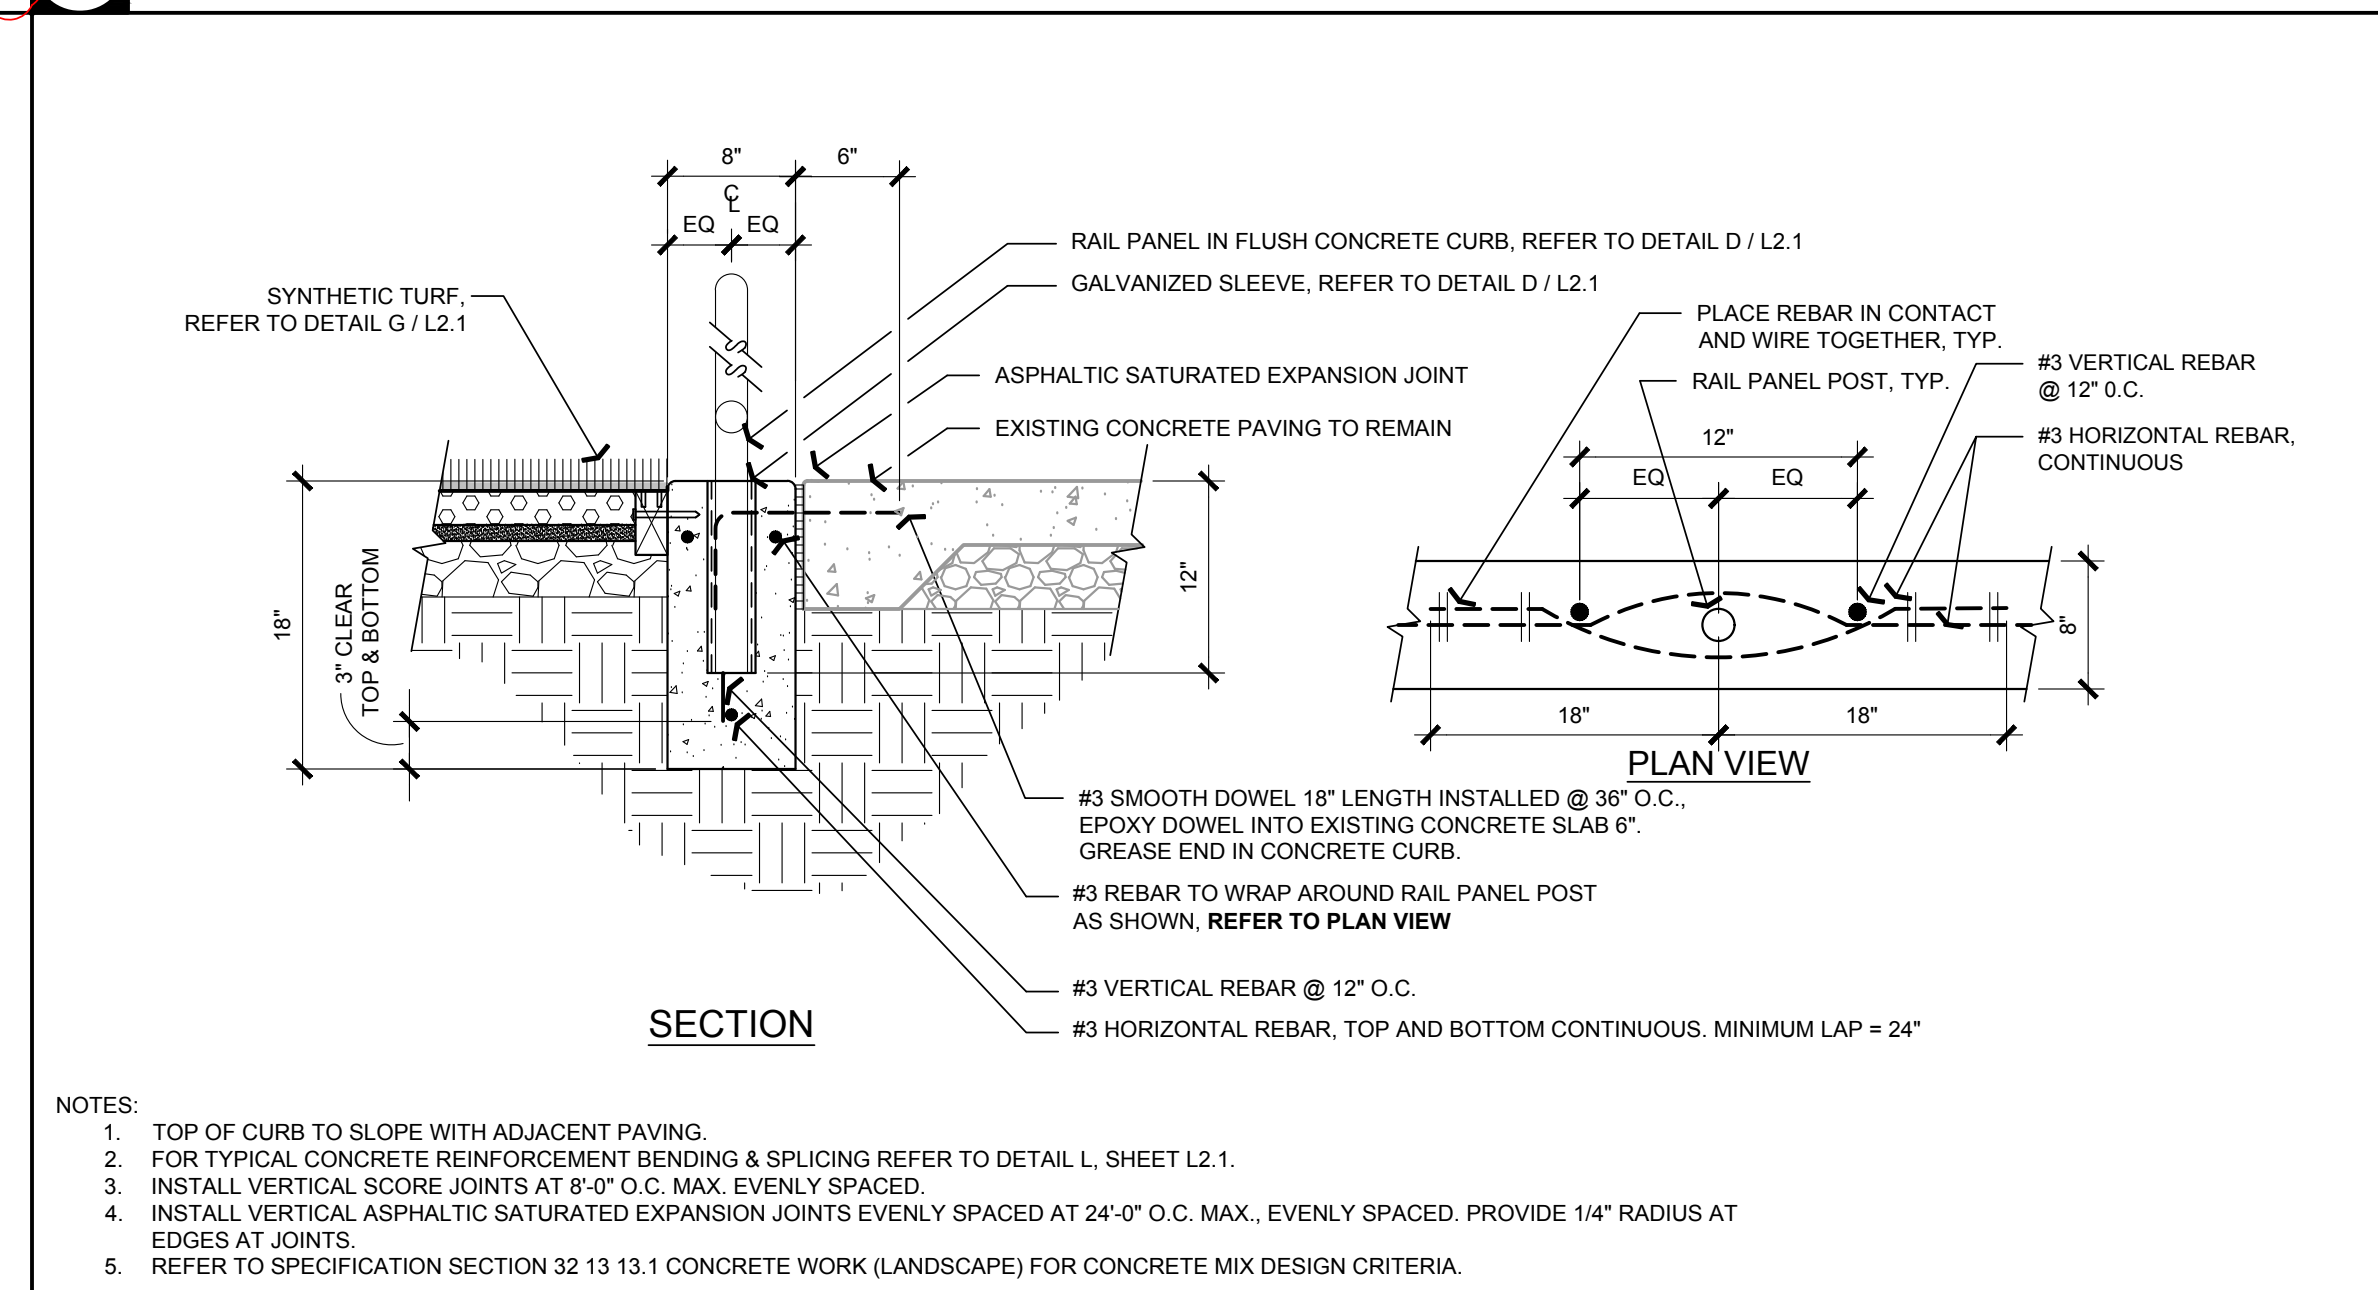 8"
6"
C
L
EQ
EQ
RAIL PANEL IN FLUSH CONCRETE CURB, REFER TO DETAIL D / L2.1
GALVANIZED SLEEVE, REFER TO DETAIL D / L2.1
SYNTHETIC TURF,
REFER TO DETAIL G / L2.1
ASPHALTIC SATURATED EXPANSION JOINT
EXISTING CONCRETE PAVING TO REMAIN
18"
3" CLEAR
TOP & BOTTOM
12"
#3 SMOOTH DOWEL 18" LENGTH INSTALLED @ 36" O.C.,
EPOXY DOWEL INTO EXISTING CONCRETE SLAB 6".
GREASE END IN CONCRETE CURB.
#3 REBAR TO WRAP AROUND RAIL PANEL POST
AS SHOWN, REFER TO PLAN VIEW
#3 VERTICAL REBAR @ 12" O.C.
#3 HORIZONTAL REBAR, TOP AND BOTTOM CONTINUOUS. MINIMUM LAP = 24"
SECTION
PLACE REBAR IN CONTACT
AND WIRE TOGETHER, TYP.
RAIL PANEL POST, TYP.
#3 VERTICAL REBAR
@ 12" 0.C.
#3 HORIZONTAL REBAR,
CONTINUOUS
12"
EQ
EQ
8"
18"
18"
PLAN VIEW
NOTES:
1. TOP OF CURB TO SLOPE WITH ADJACENT PAVING.
2. FOR TYPICAL CONCRETE REINFORCEMENT BENDING & SPLICING REFER TO DETAIL L, SHEET L2.1.
3. INSTALL VERTICAL SCORE JOINTS AT 8'-0" O.C. MAX. EVENLY SPACED.
4. INSTALL VERTICAL ASPHALTIC SATURATED EXPANSION JOINTS EVENLY SPACED AT 24'-0" O.C. MAX., EVENLY SPACED. PROVIDE 1/4" RADIUS AT
EDGES AT JOINTS.
5. REFER TO SPECIFICATION SECTION 32 13 13.1 CONCRETE WORK (LANDSCAPE) FOR CONCRETE MIX DESIGN CRITERIA.